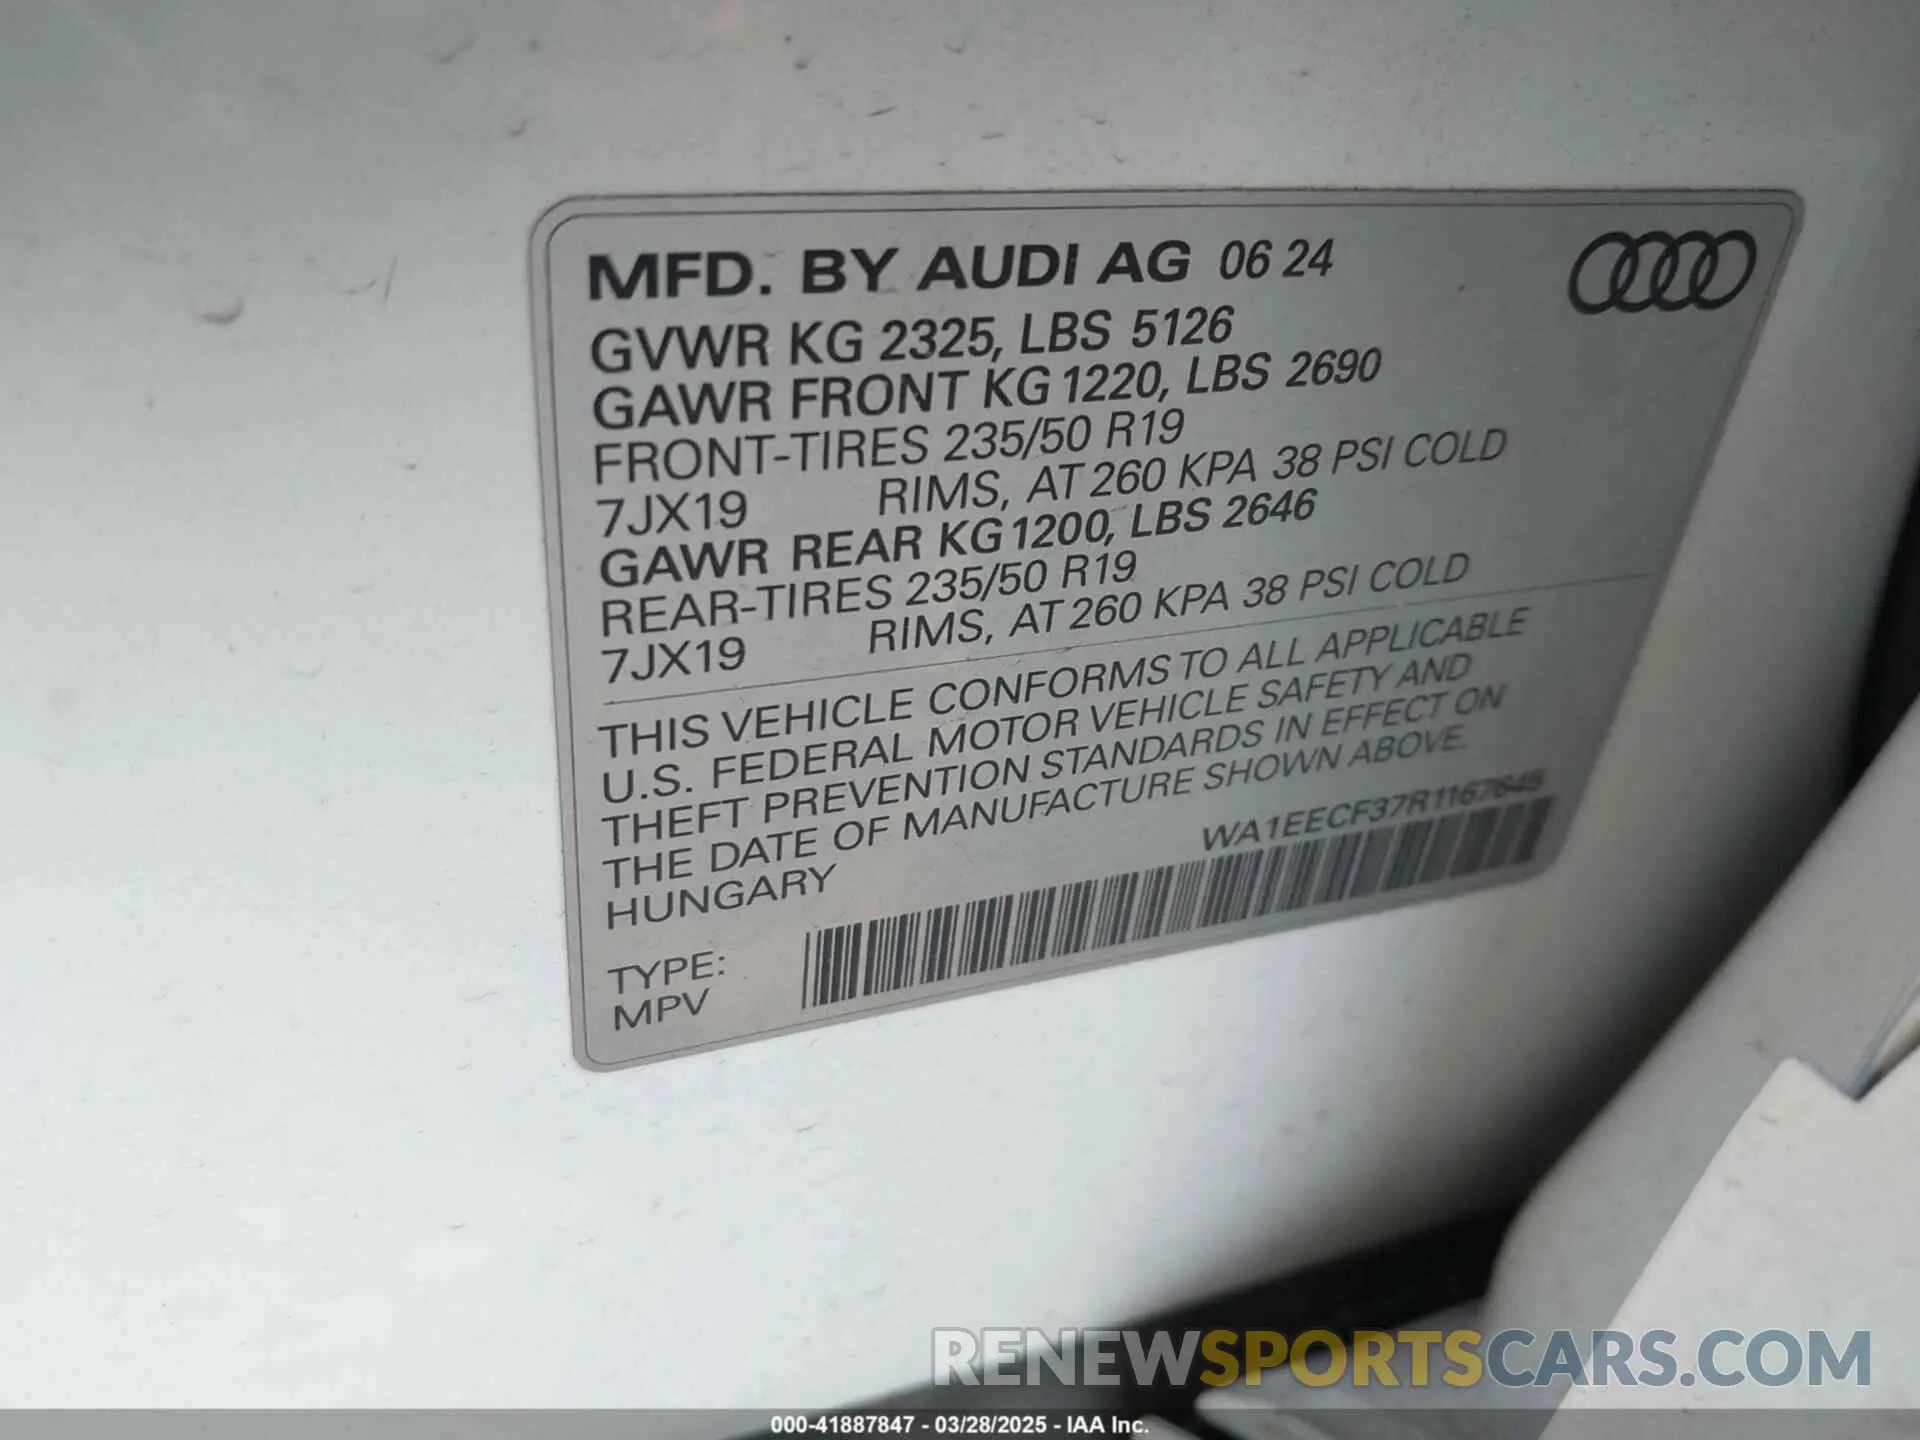 MFD. BY AUDI AG 06 24
GVWR KG 2325, LBS 5126
GAWR FRONT KG 1220, LBS 2690
FRONT-TIRES 235/50 R19
7JX19 RIMS, AT 260 KPA 38 PSI COLD
GAWR REAR KG 1200, LBS 2646
REAR-TIRES 235/50 R19
7JX19 RIMS, AT 260 KPA 38 PSI COLD
THIS VEHICLE CONFORMS TO ALL APPLICABLE
U.S. FEDERAL MOTOR VEHICLE SAFETY AND
THEFT PREVENTION STANDARDS IN EFFECT ON
THE DATE OF MANUFACTURE SHOWN ABOVE.
HUNGARY
WA1EECF37R1167645
TYPE:
MPV
RENEWSPORTSCARS.COM
000-41887847 - 03/28/2025 - IAA Inc.